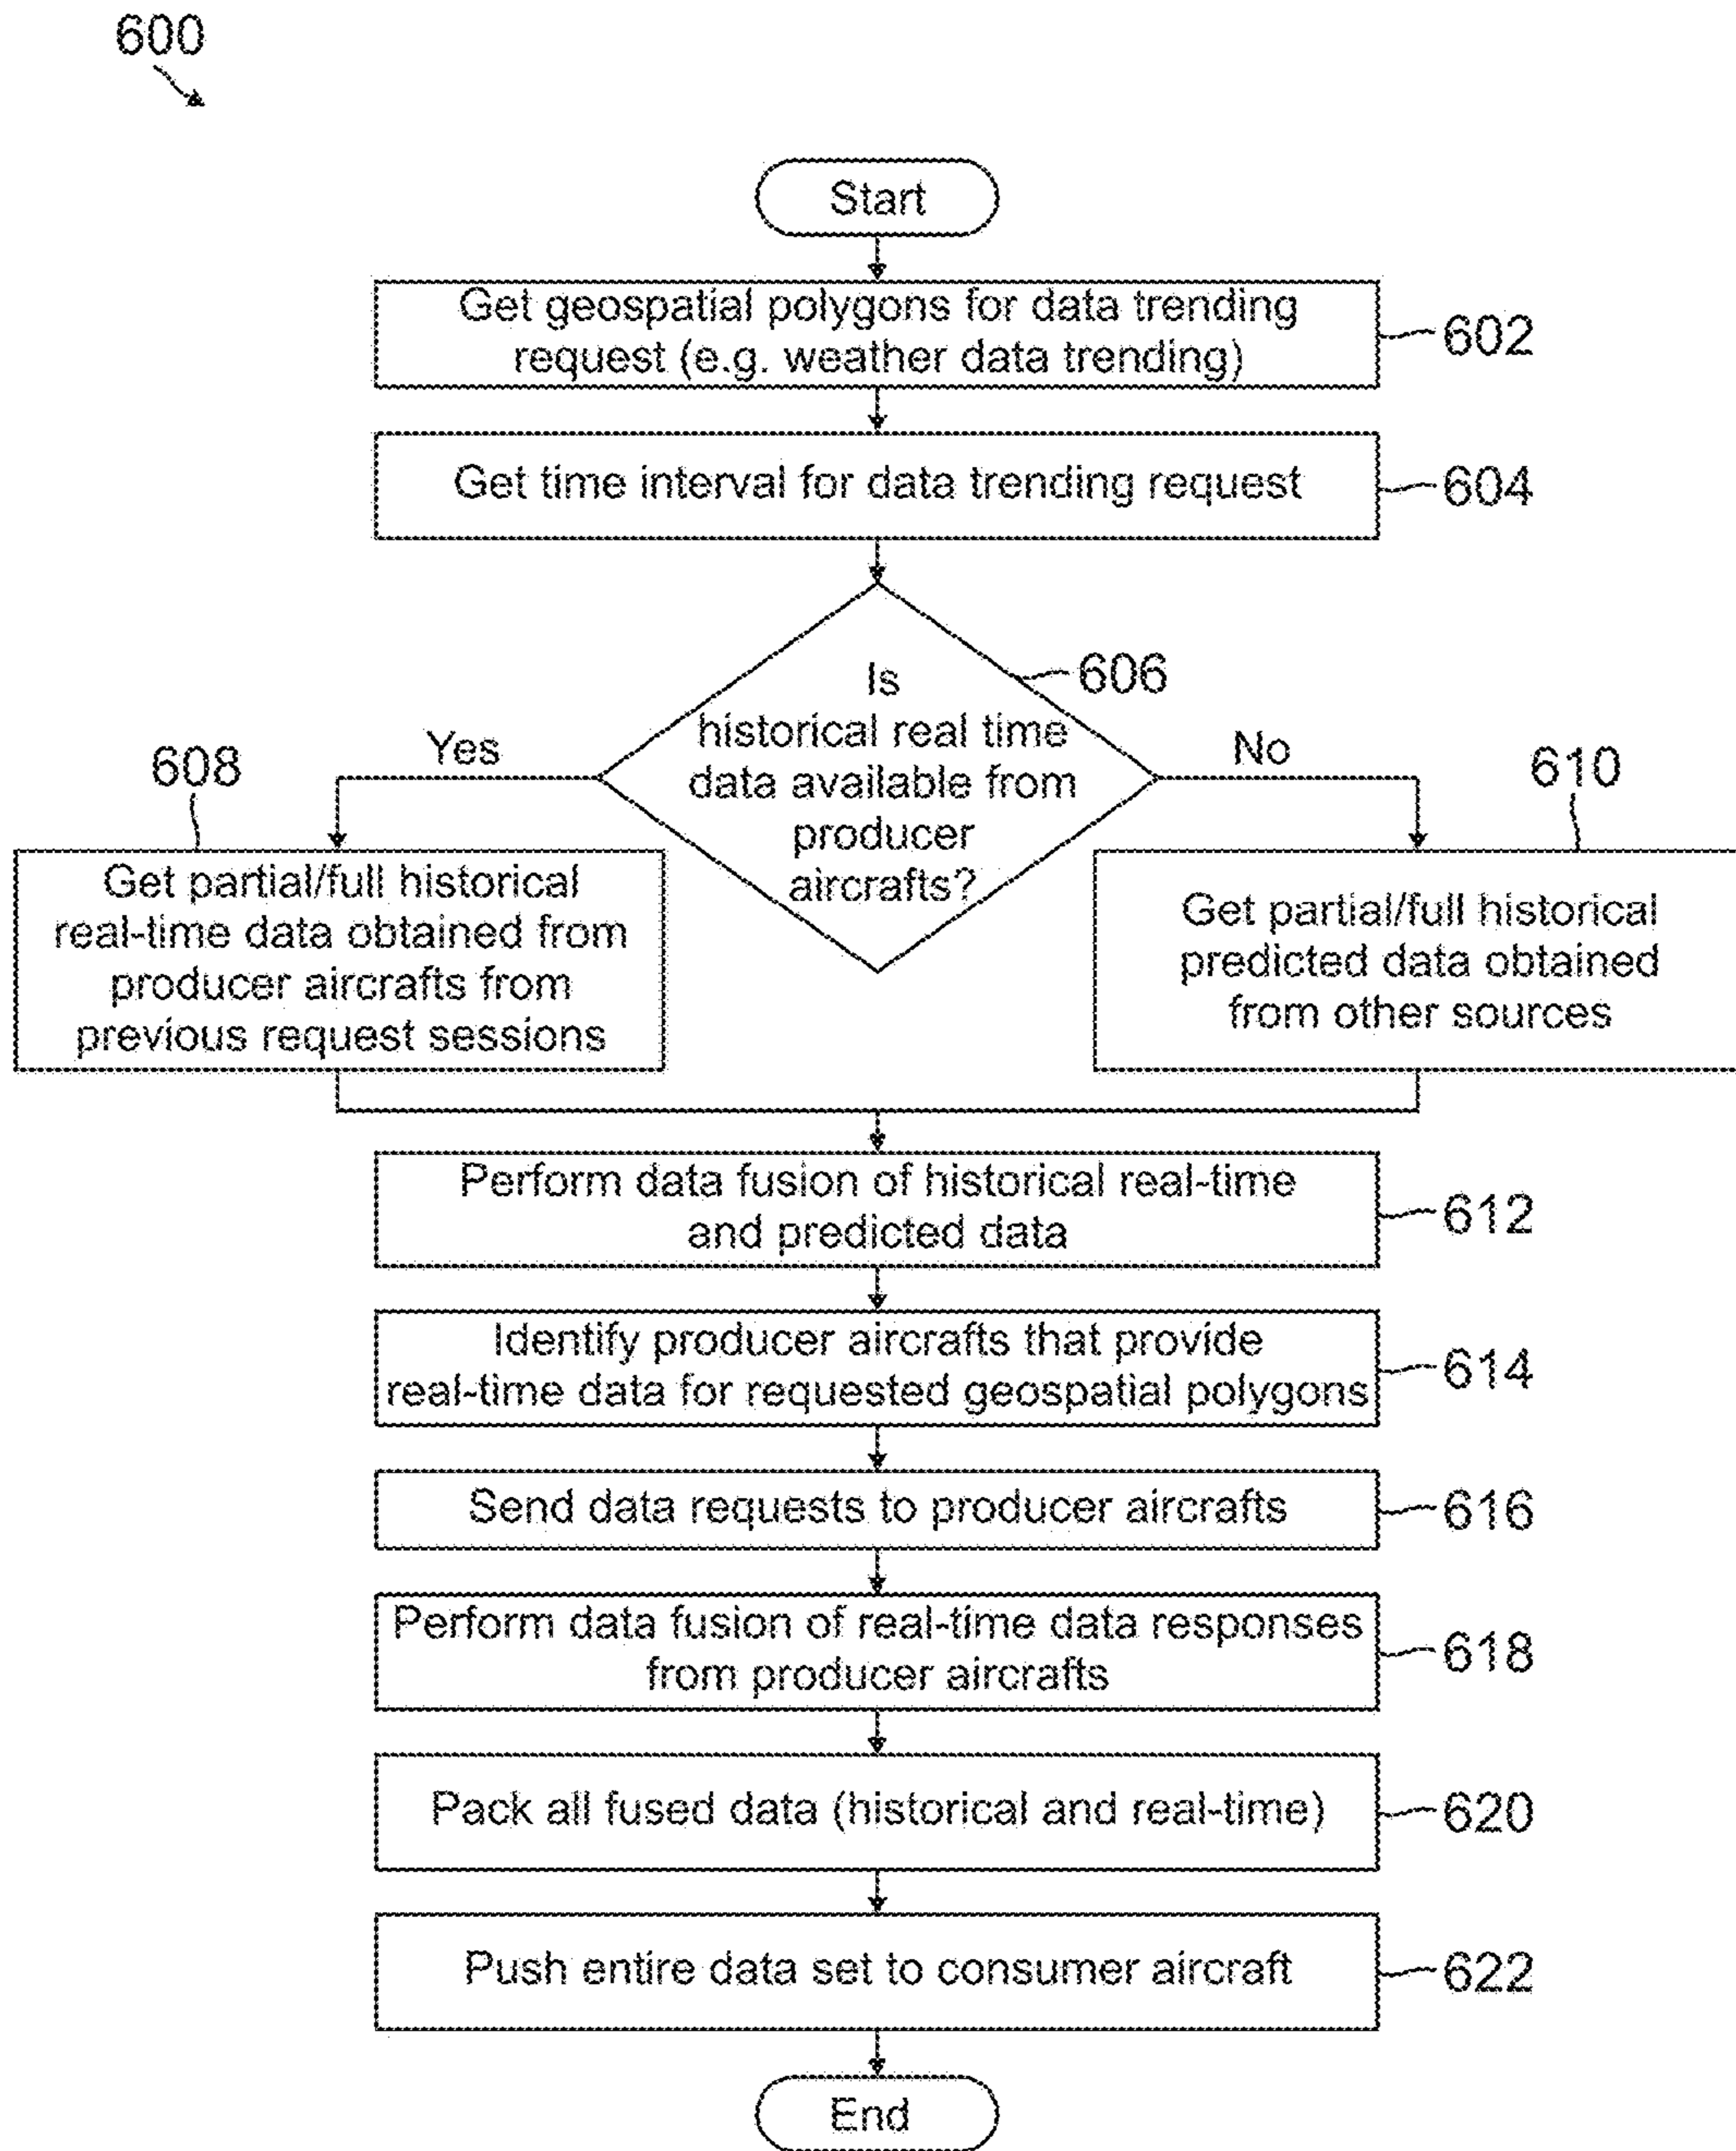 600
Start
Get geospatial polygons for data trending
request (e.g. weather data trending)
602
Get time interval for data trending request
604
Is
historical real time
data available from
producer
aircrafts?
606
Yes
No
608
Get partial/full historical
real-time data obtained from
producer aircrafts from
previous request sessions
610
Get partial/full historical
predicted data obtained
from other sources
Perform data fusion of historical real-time
and predicted data
612
Identify producer aircrafts that provide
real-time data for requested geospatial polygons
614
Send data requests to producer aircrafts
616
Perform data fusion of real-time data responses
from producer aircrafts
618
Pack all fused data (historical and real-time)
620
Push entire data set to consumer aircraft
622
End